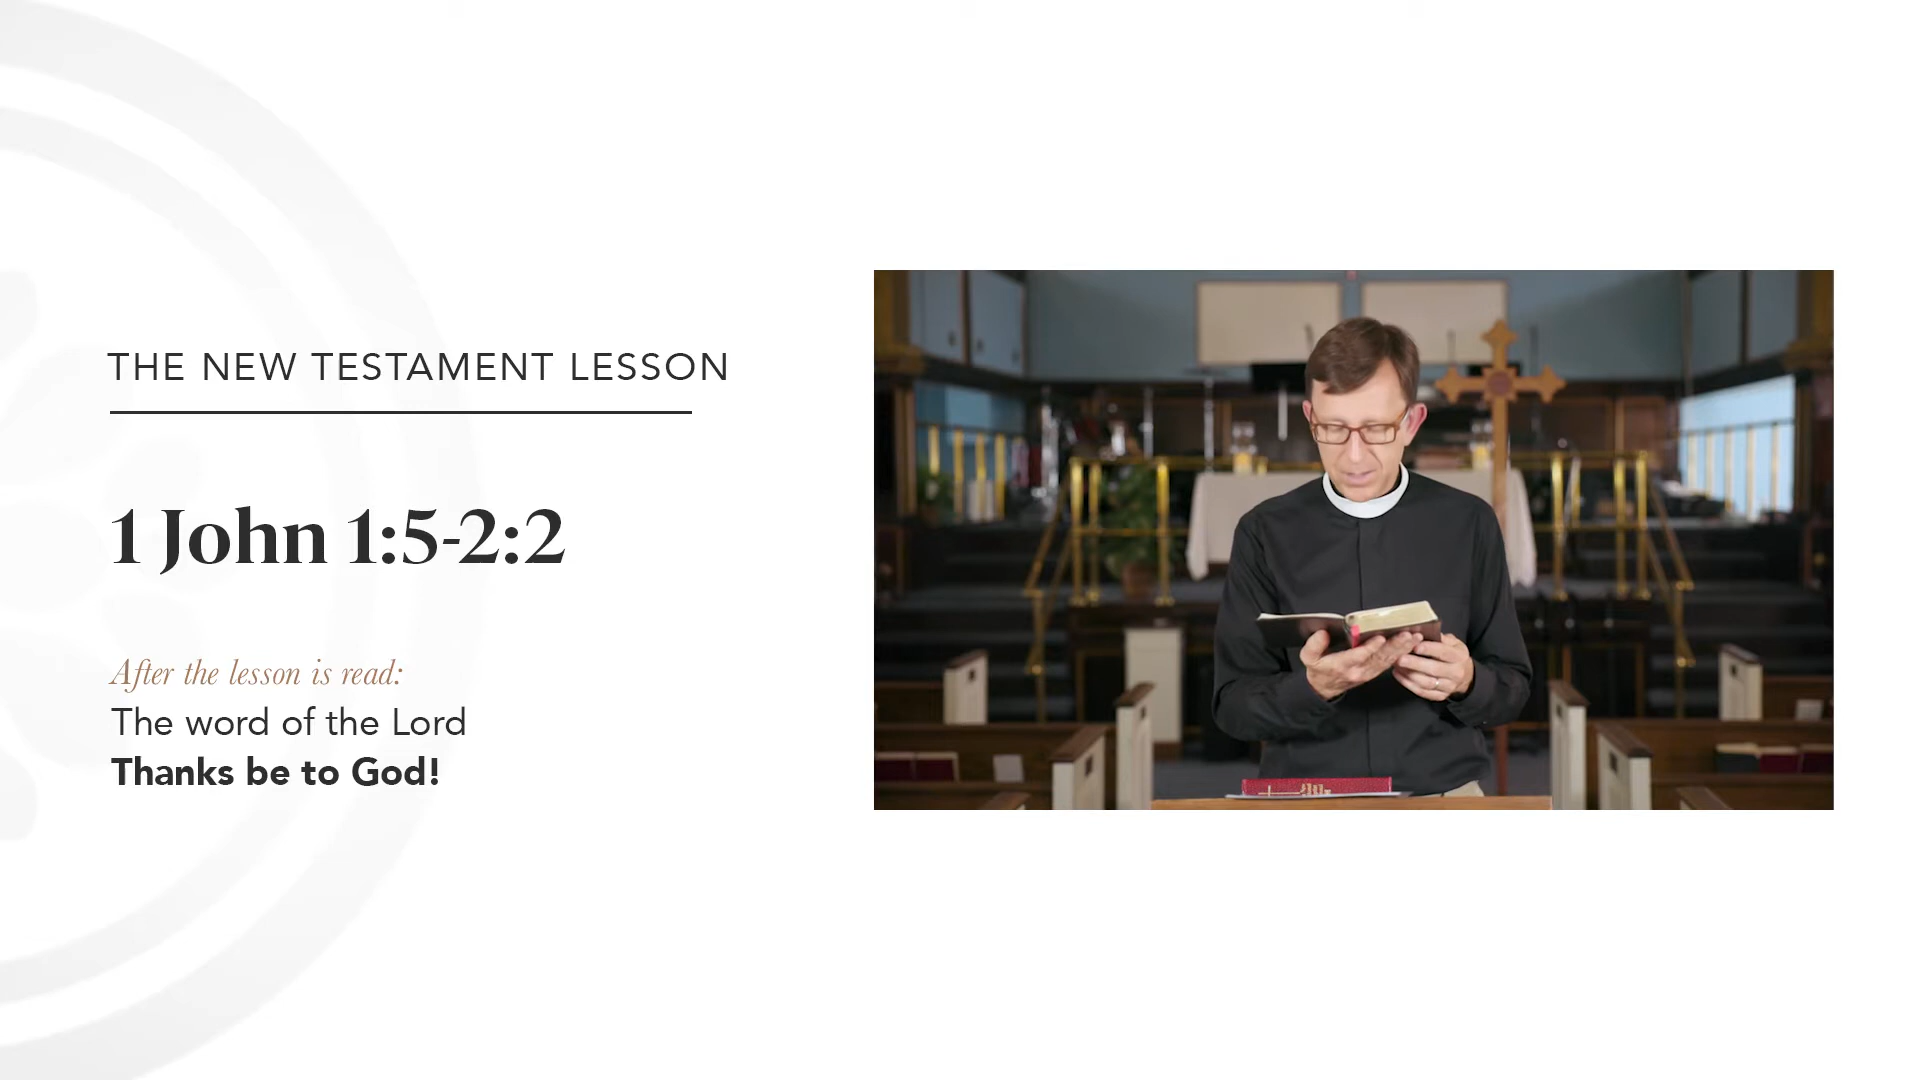 THE NEW TESTAMENT LESSON
1 John 1:5-2:2
After the lesson is read:
The word of the Lord
Thanks be to God!